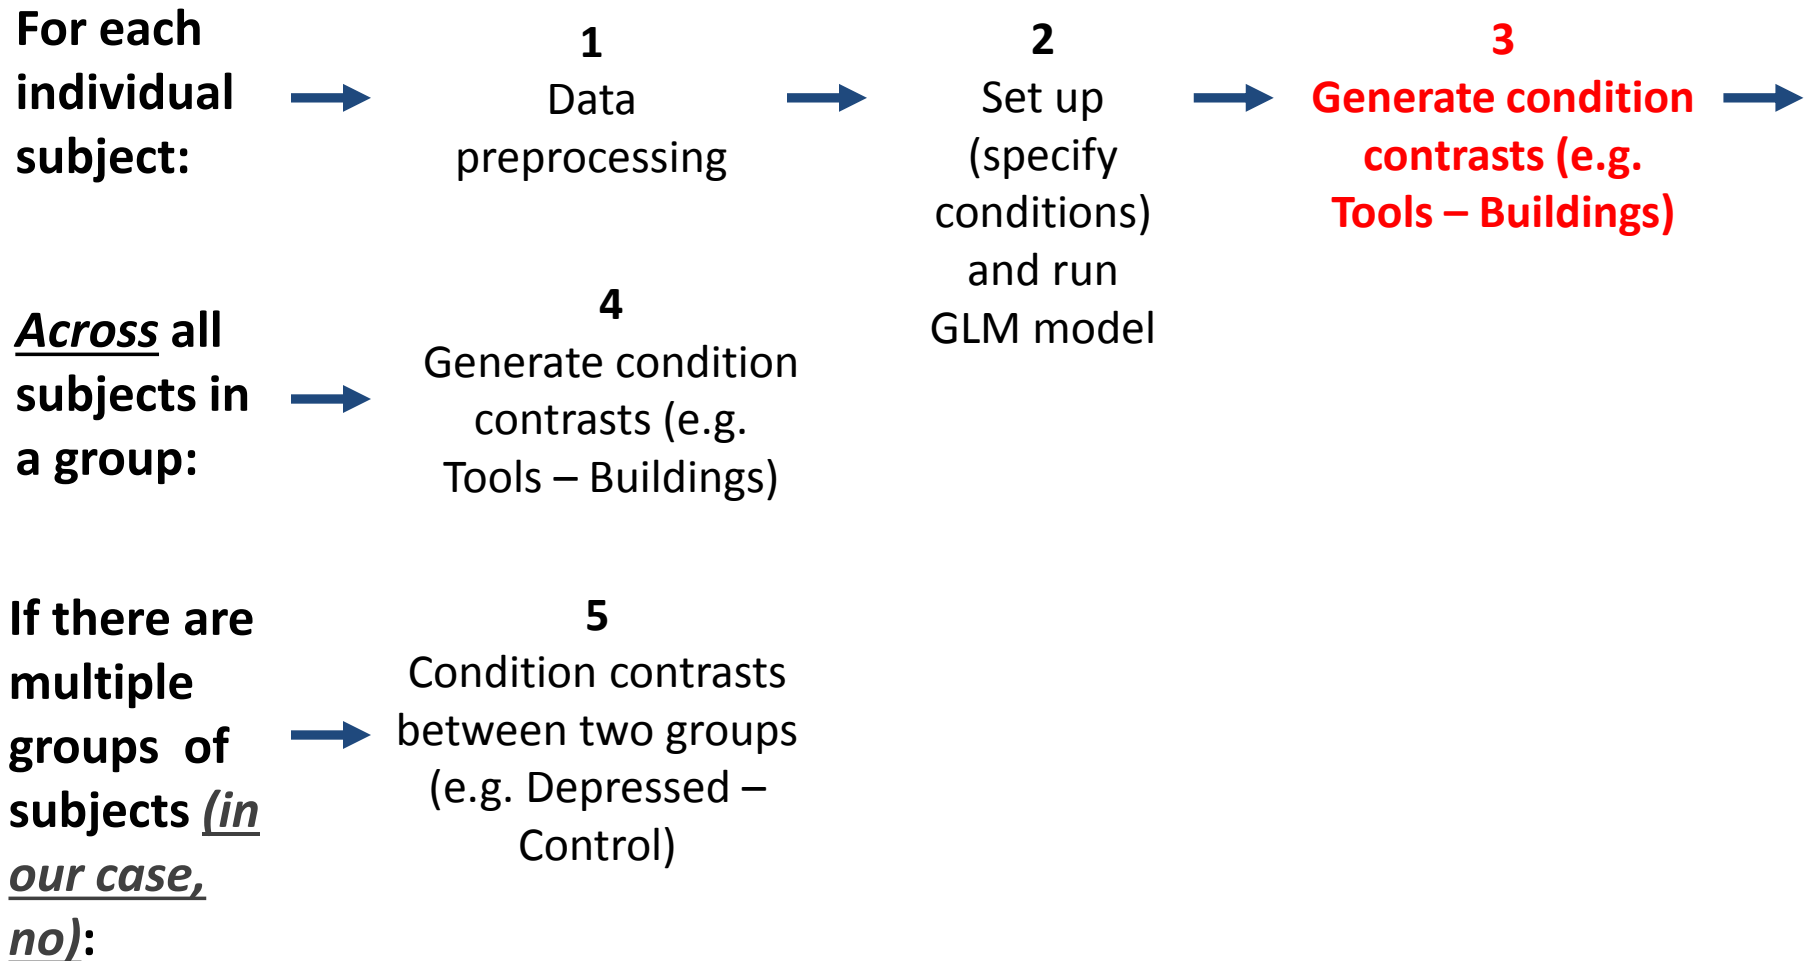 For each
individual
subject:
1
Data
preprocessing
2
Set up
(specify
conditions)
and run
GLM model
3
Generate condition
contrasts (e.g.
Tools – Buildings)
Across all
subjects in
a group:
4
Generate condition
contrasts (e.g.
Tools – Buildings)
If there are
multiple
groups  of
subjects (in
our case,
no):
5
Condition contrasts
between two groups
(e.g. Depressed –
Control)